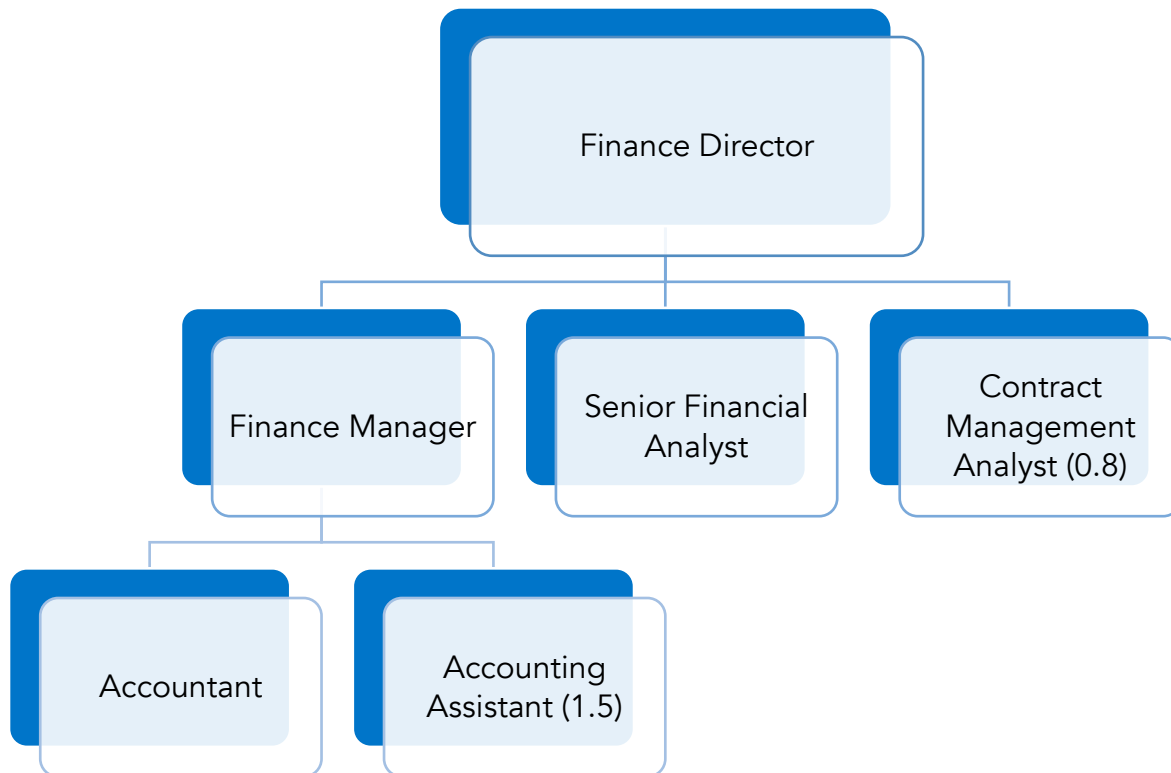 Finance Director
Finance Manager
Senior Financial
Analyst
Contract
Management
Analyst (0.8)
Accountant
Accounting
Assistant (1.5)